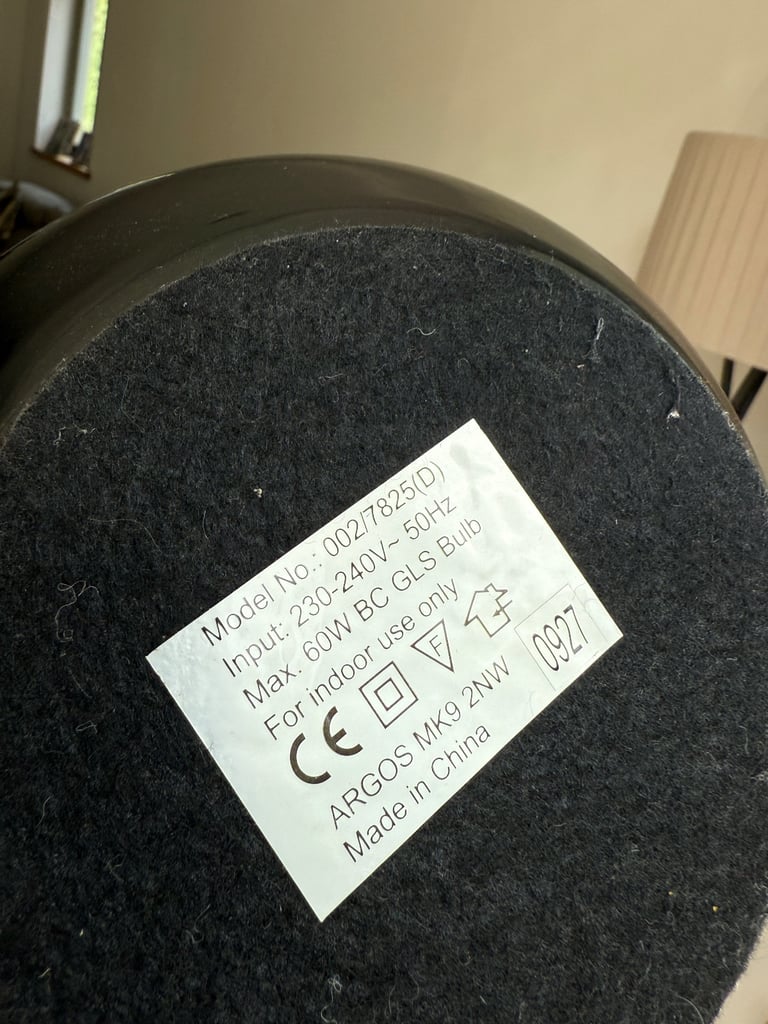 Model No.: 002/7825(D)
Input: 230-240V~ 50Hz
Max. 60W BC GLS Bulb
For indoor use only
CE F
0927
ARGOS MK9 2NW
Made in China